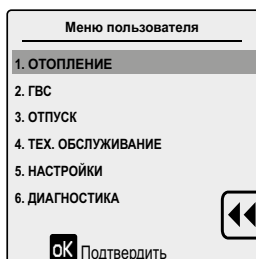 Меню пользователя
1. ОТОПЛЕНИЕ
2. ГВС
3. ОТПУСК
4. ТЕХ. ОБСЛУЖИВАНИЕ
5. НАСТРОЙКИ
6. ДИАГНОСТИКА
oK Подтвердить